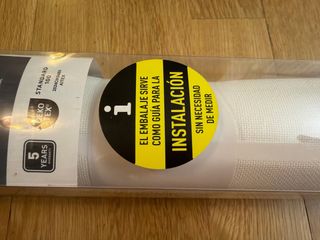 i
EL EMBALAJE SIRVE
COMO GUÍA PARA LA
INSTALACIÓN
SIN NECESIDAD
DE MEDIR
STANDARD
100
5
YEARS